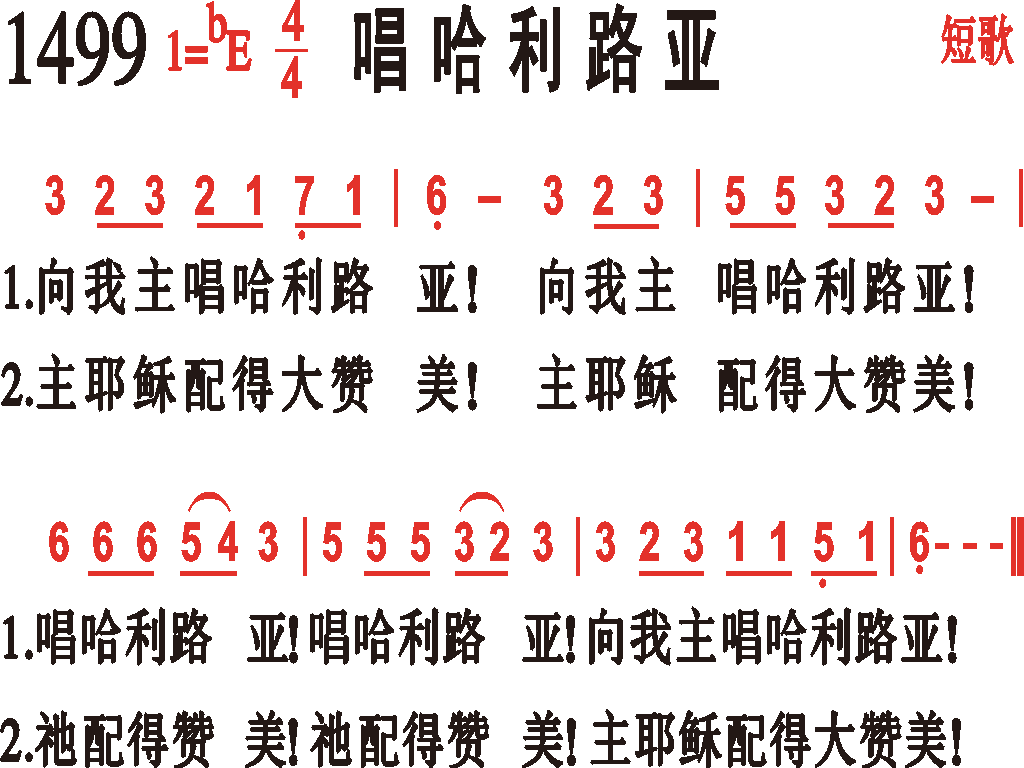 1499 1=bE 4/4 唱哈利路亚 短歌
3 2 3 2 1 7 1 | 6 – 3 2 3 | 5 5 3 2 3 – |
1.向我主唱哈利路 亚! 向我主 唱哈利路亚!
2.主耶稣配得大赞 美! 主耶稣 配得大赞美!
6 6 6 5 4 3 | 5 5 5 3 2 3 | 3 2 3 1 1 5 1 | 6 - - - ‖
1.唱哈利路 亚!唱哈利路 亚!向我主唱哈利路亚!
2.祂配得赞 美!祂配得赞 美!主耶稣配得大赞美!